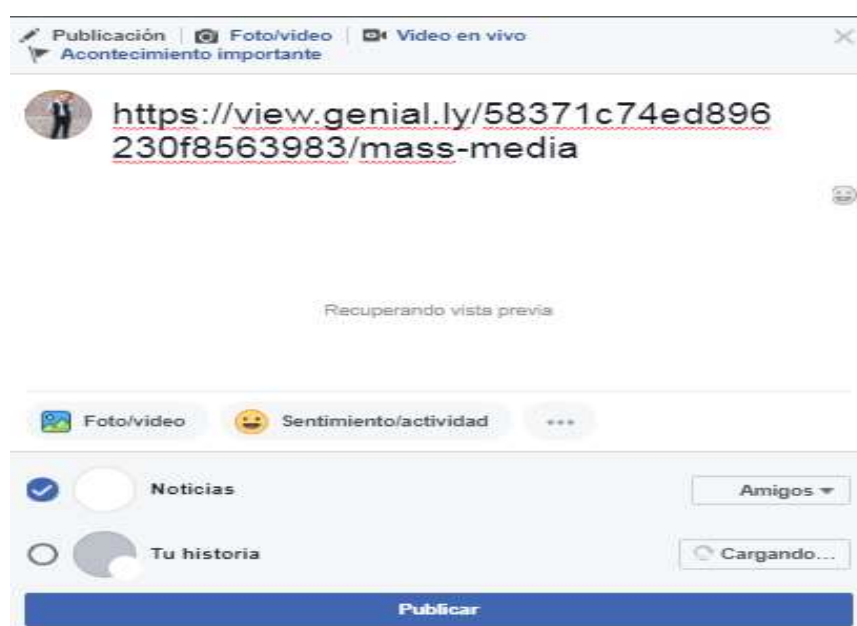 Publicación Foto/video Video en vivo
Acontecimiento importante
https://view.genial.ly/58371c74ed896
230f8563983/mass-media
Recuperando vista previa
Foto/video Sentimiento/actividad
Noticias Amigos
Tu historia Cargando...
Publicar